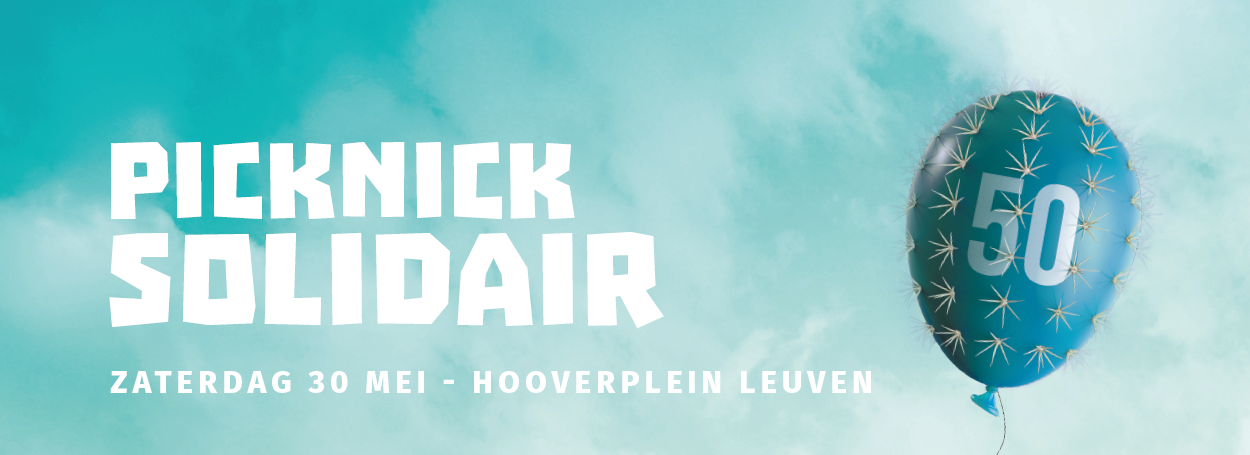 PICKNICK
SOLIDAIR
ZATERDAG 30 MEI - HOOVERPLEIN LEUVEN
50